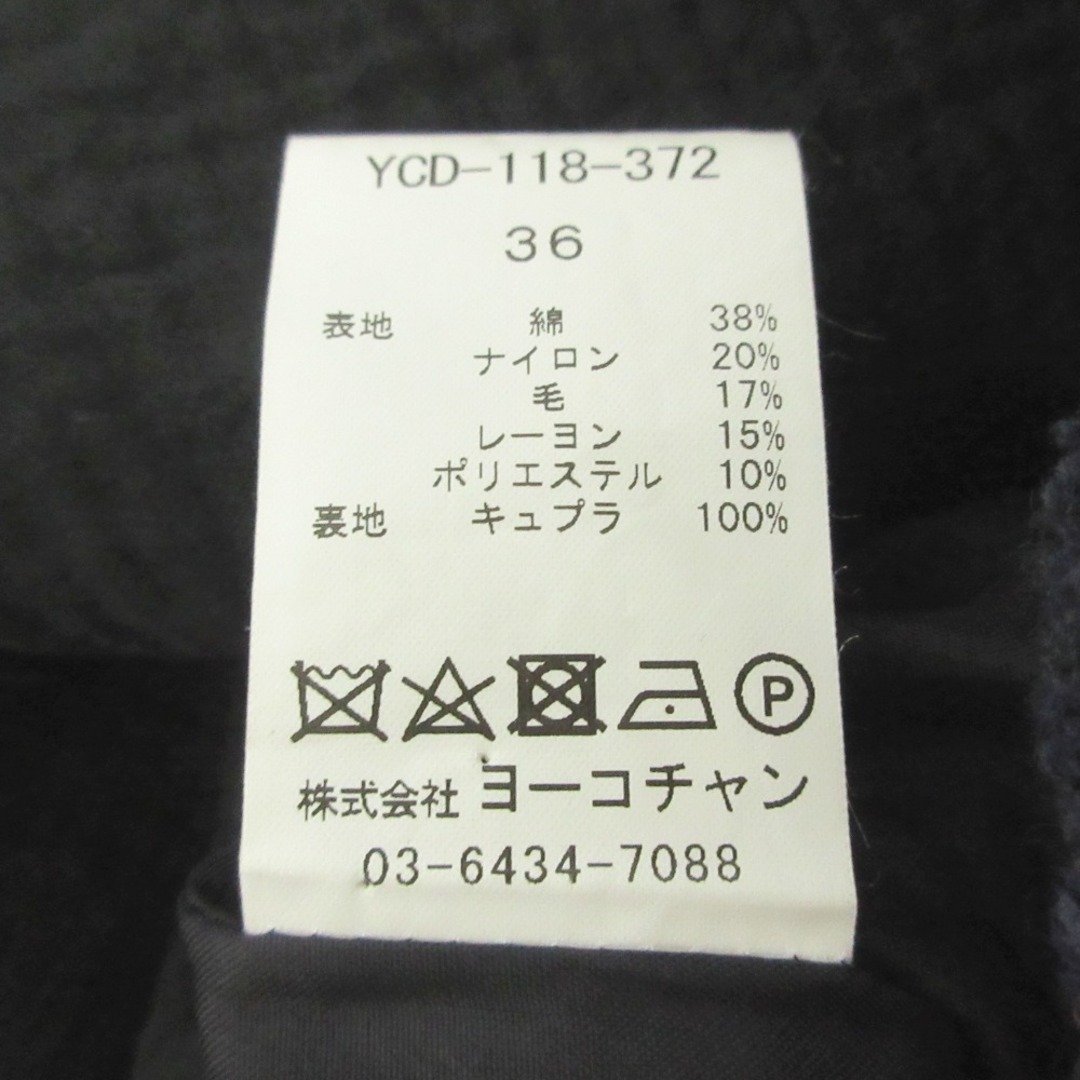 YCD-118-372
36
表地 綿 38%
ナイロン 20%
毛 17%
レーヨン 15%
ポリエステル 10%
裏地 キュプラ 100%
P
株式会社 ヨーコチャン
03-6434-7088